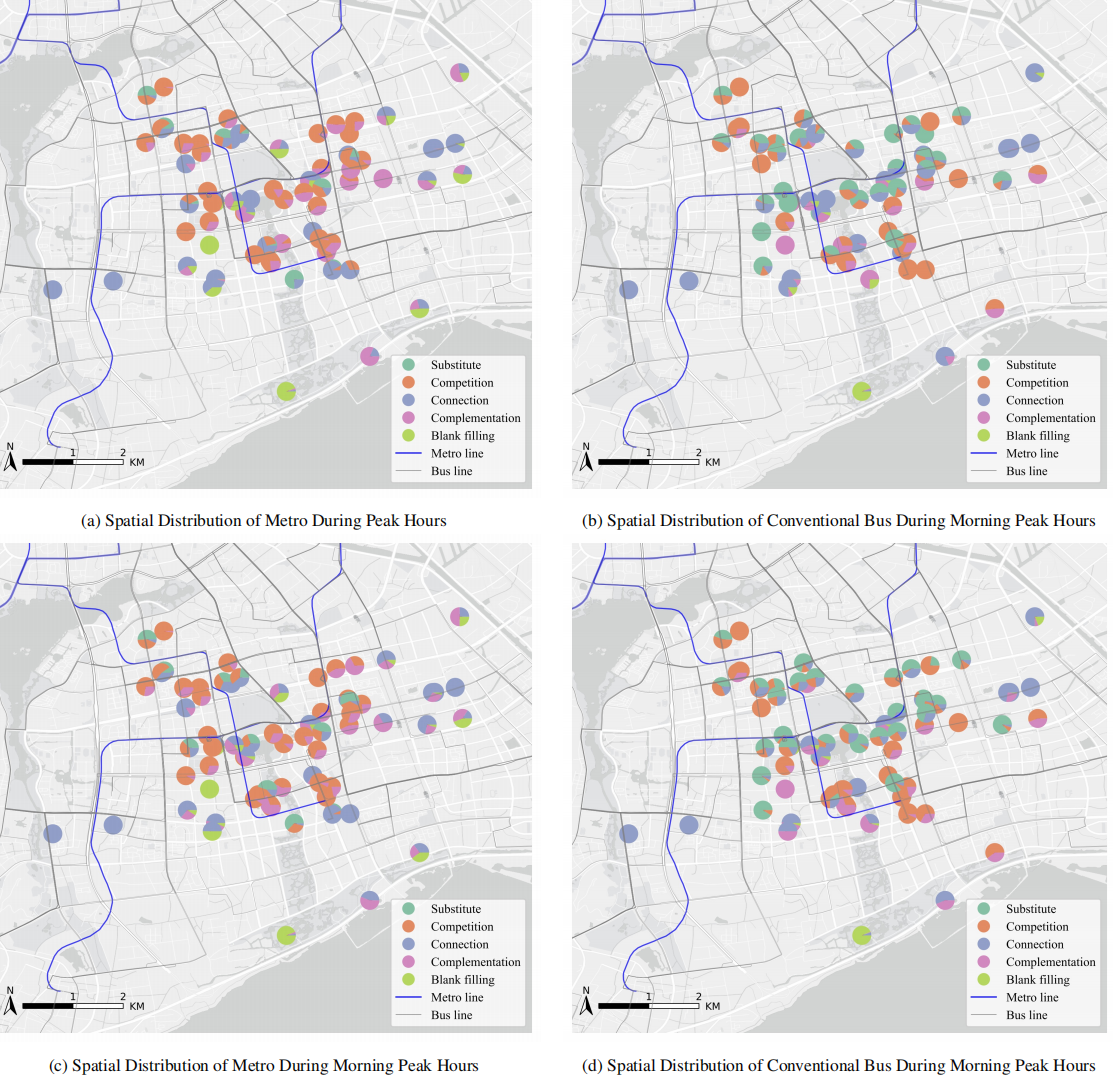 Substitute
Competition
Connection
Complementation
Blank filling
Metro line
Bus line
N
1 2
KM
Substitute
Competition
Connection
Complementation
Blank filling
Metro line
Bus line
N
1 2
KM
(a) Spatial Distribution of Metro During Peak Hours
(b) Spatial Distribution of Conventional Bus During Morning Peak Hours
Substitute
Competition
Connection
Complementation
Blank filling
Metro line
Bus line
N
1 2
KM
Substitute
Competition
Connection
Complementation
Blank filling
Metro line
Bus line
N
1 2
KM
(c) Spatial Distribution of Metro During Morning Peak Hours
(d) Spatial Distribution of Conventional Bus During Morning Peak Hours